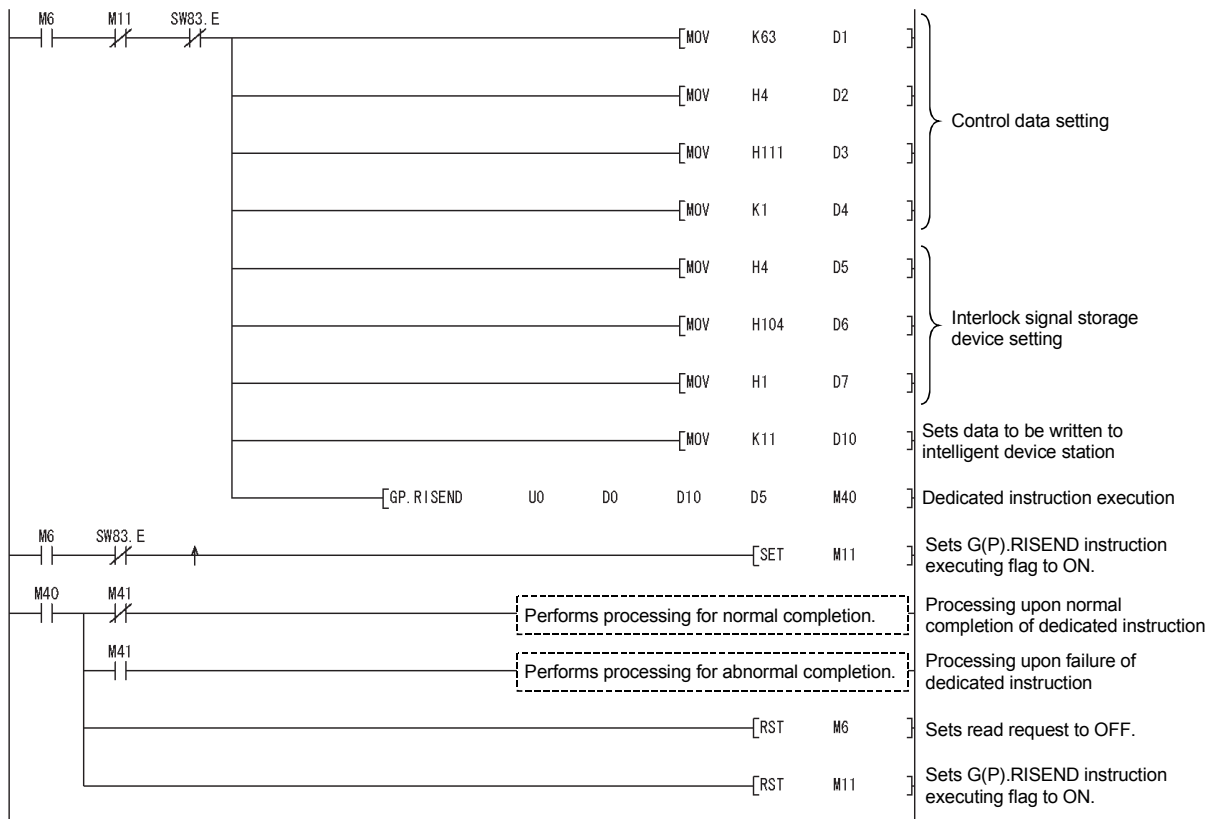 M6 M11 SW83.E
[MOV K63 D1 ]
[MOV H4 D2 ]
Control data setting
[MOV H111 D3 ]
[MOV K1 D4 ]
[MOV H4 D5 ]
[MOV H104 D6 ]
Interlock signal storage
device setting
[MOV H1 D7 ]
[MOV K11 D10 ]
Sets data to be written to
intelligent device station
[GP.RISEND U0 D0 D10 D5 M40 ]
Dedicated instruction execution
M6 SW83.E
[SET M11 ]
Sets G(P).RISEND instruction
executing flag to ON.
M40 M41
Performs processing for normal completion.
Processing upon normal
completion of dedicated instruction
M41
Performs processing for abnormal completion.
Processing upon failure of
dedicated instruction
[RST M6 ]
Sets read request to OFF.
[RST M11 ]
Sets G(P).RISEND instruction
executing flag to ON.